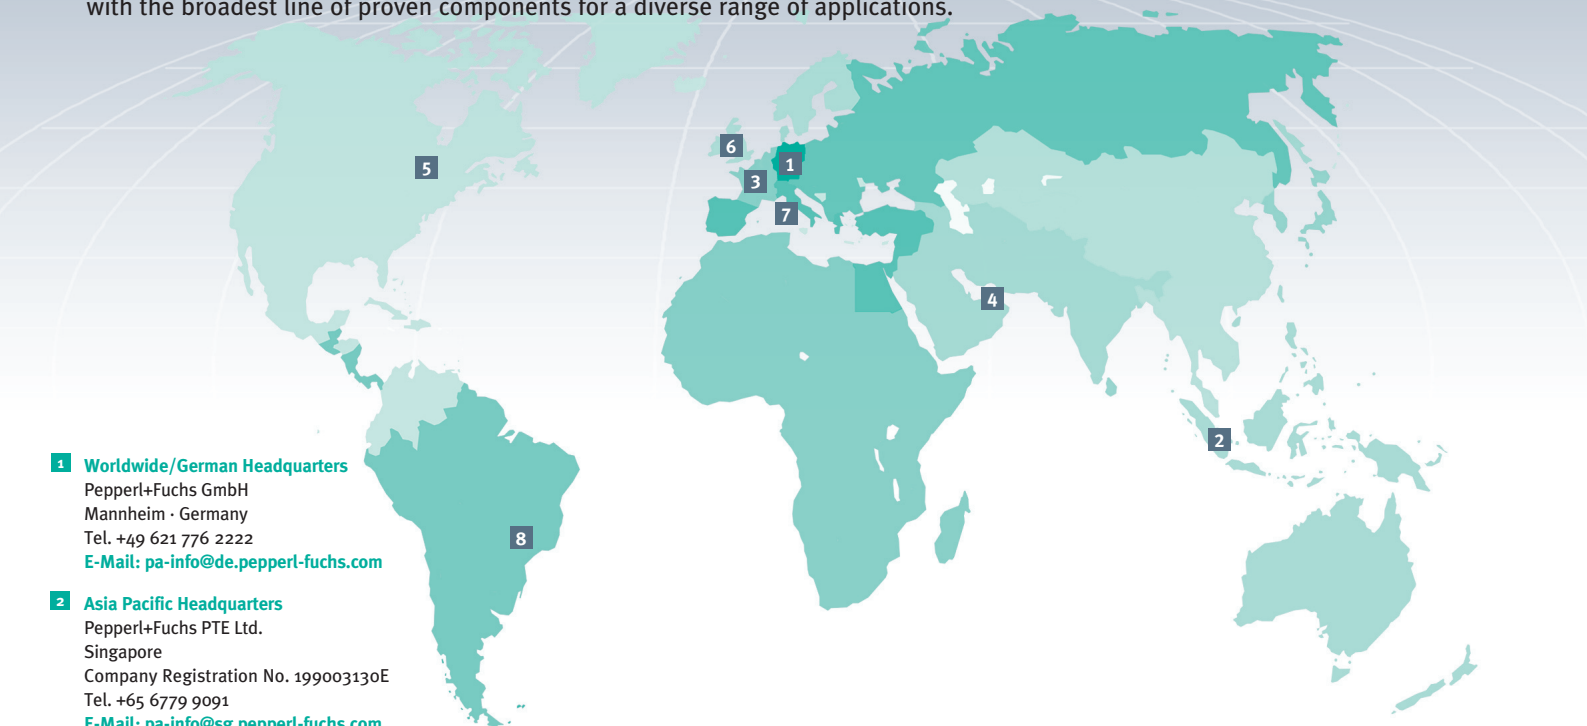 with the broadest line of proven components for a diverse range of applications.
6
1
5
3
7
4
2
8
1 Worldwide/German Headquarters
Pepperl+Fuchs GmbH
Mannheim · Germany
Tel. +49 621 776 2222
E-Mail: pa-info@de.pepperl-fuchs.com
2 Asia Pacific Headquarters
Pepperl+Fuchs PTE Ltd.
Singapore
Company Registration No. 199003130E
Tel. +65 6779 9091
E-Mail: pa-info@sg.pepperl-fuchs.com